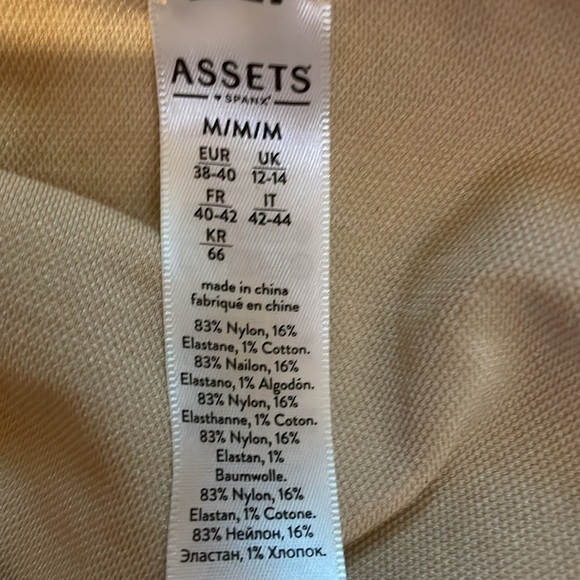 ASSETS
♥ SPANX®
M/M/M
EUR UK
38-40 12-14
FR IT
40-42 42-44
KR
66
made in china
fabriqué en chine
83% Nylon, 16%
Elastane, 1% Cotton.
83% Nailon, 16%
Elastano, 1% Algodón.
83% Nylon, 16%
Elasthanne, 1% Coton.
83% Nylon, 16%
Elastan, 1%
Baumwolle.
83% Nylon, 16%
Elastan, 1% Cotone.
83% Нейлон, 16%
Эластан, 1% Хлопок.